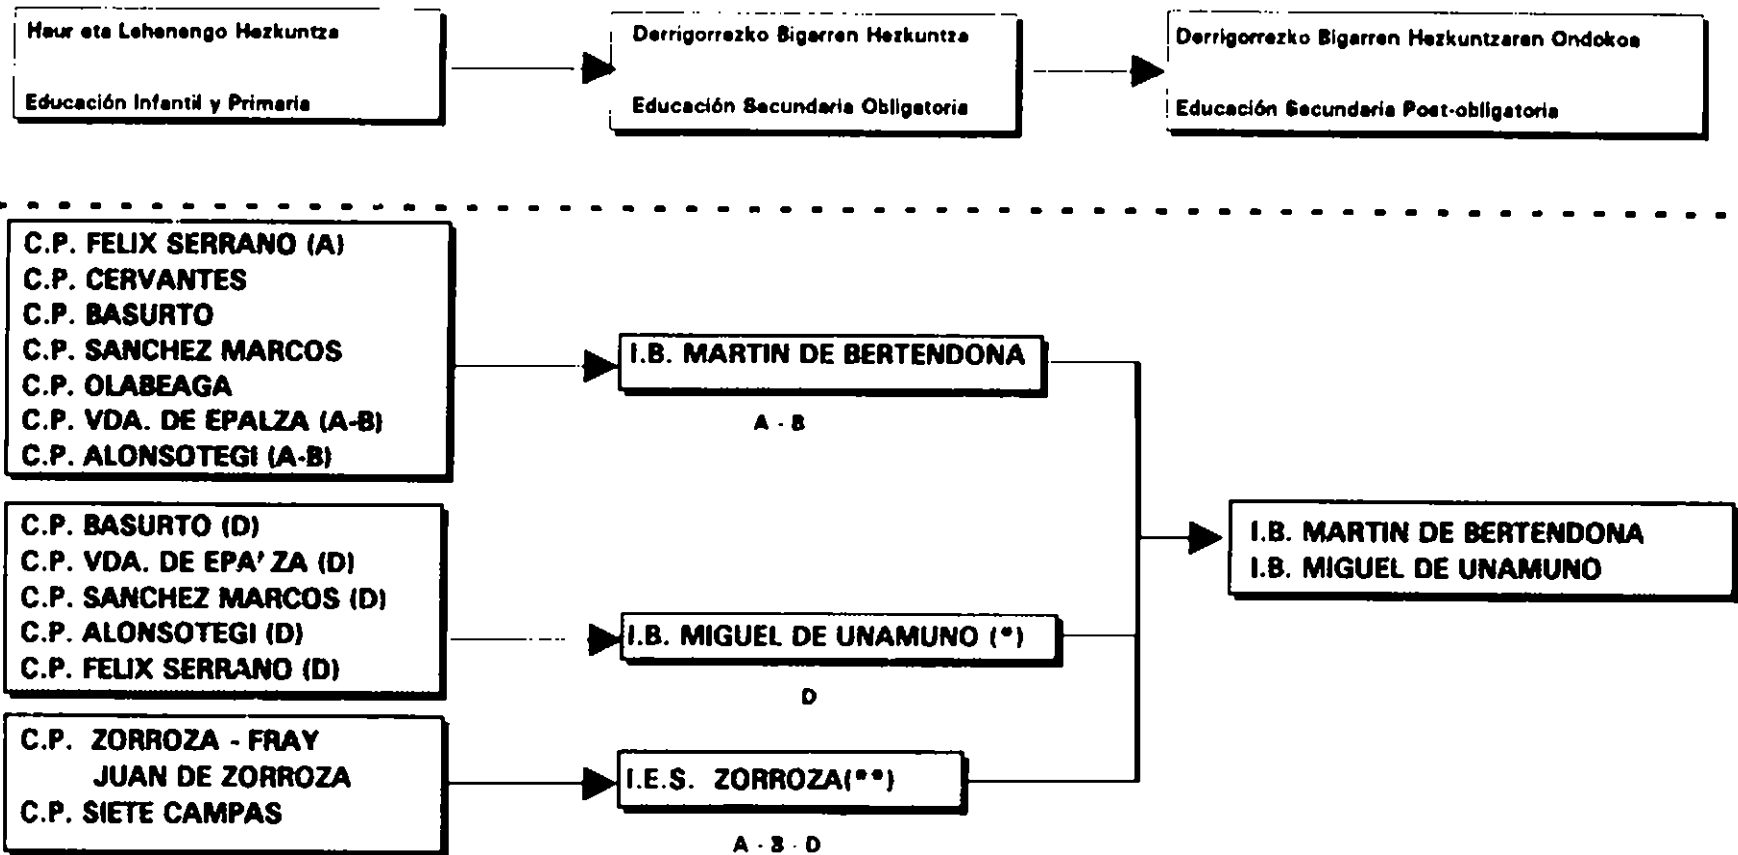 Haur eta Lehenengo Hezkuntza
Educación Infantil y Primaria
Derrigorrezko Bigarren Hezkuntza
Educación Secundaria Obligatoria
Derrigorrezko Bigarren Hezkuntzaren Ondokoa
Educación Secundaria Post-obligatoria
C.P. FELIX SERRANO (A)
C.P. CERVANTES
C.P. BASURTO
C.P. SANCHEZ MARCOS
C.P. OLABEAGA
C.P. VDA. DE EPALZA (A-B)
C.P. ALONSOTEGI (A-B)
I.B. MARTIN DE BERTENDONA
A - B
C.P. BASURTO (D)
C.P. VDA. DE EPA'ZA (D)
C.P. SANCHEZ MARCOS (D)
C.P. ALONSOTEGI (D)
C.P. FELIX SERRANO (D)
I.B. MIGUEL DE UNAMUNO (*)
D
C.P. ZORROZA - FRAY
JUAN DE ZORROZA
C.P. SIETE CAMPAS
I.E.S. ZORROZA(**)
A - B - D
I.B. MARTIN DE BERTENDONA
I.B. MIGUEL DE UNAMUNO